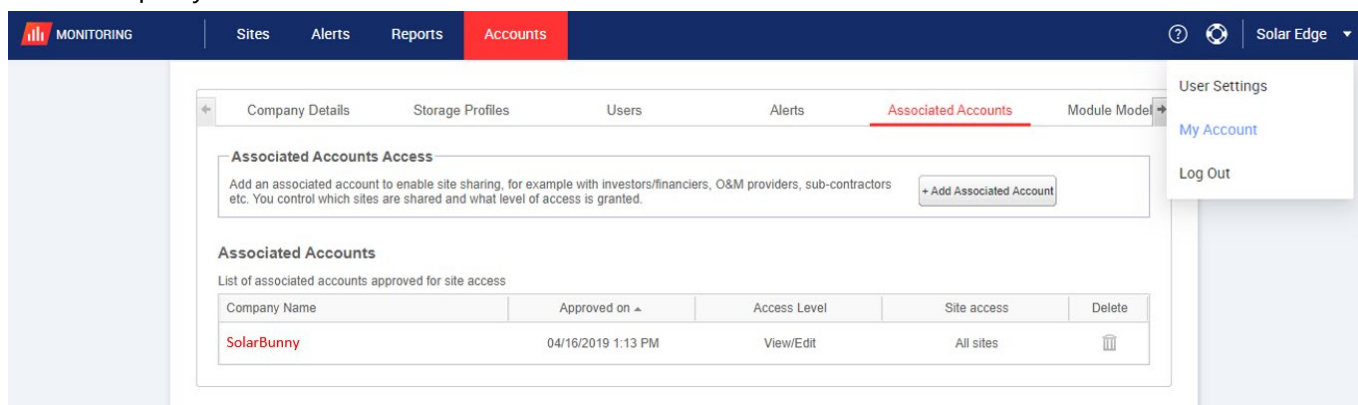 MONITORING Sites Alerts Reports Accounts Solar Edge
User Settings
My Account
Log Out
Company Details Storage Profiles Users Alerts Associated Accounts Module Model
Associated Accounts Access
Add an associated account to enable site sharing, for example with investors/financiers, O&M providers, sub-contractors
etc. You control which sites are shared and what level of access is granted.
+ Add Associated Account
Associated Accounts
List of associated accounts approved for site access
Company Name Approved on Access Level Site access Delete
SolarBunny 04/16/2019 1:13 PM View/Edit All sites